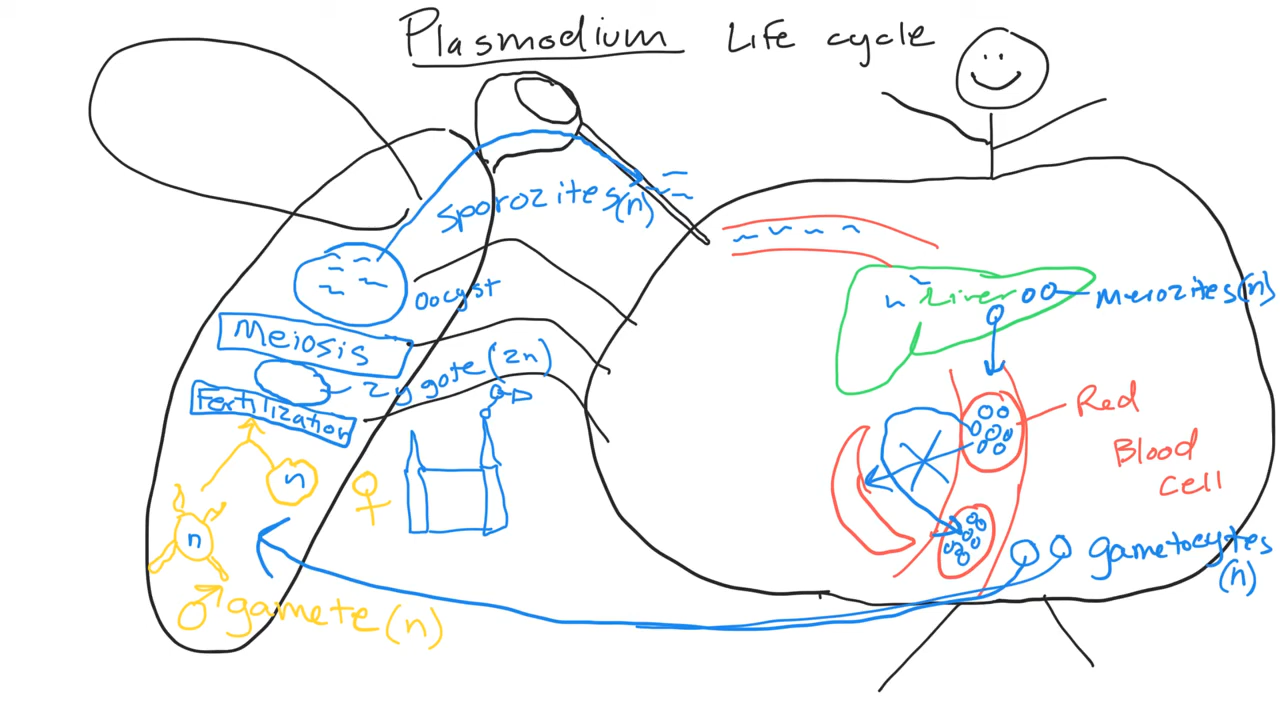 Plasmodium Life cycle
Sporozites(n)
Oocyst
Meiosis
Zygote (2n)
Fertilization
n
n
♀
♂ gamete (n)
Liver
merozites(n)
Red
Blood
Cell
gametocytes
(n)